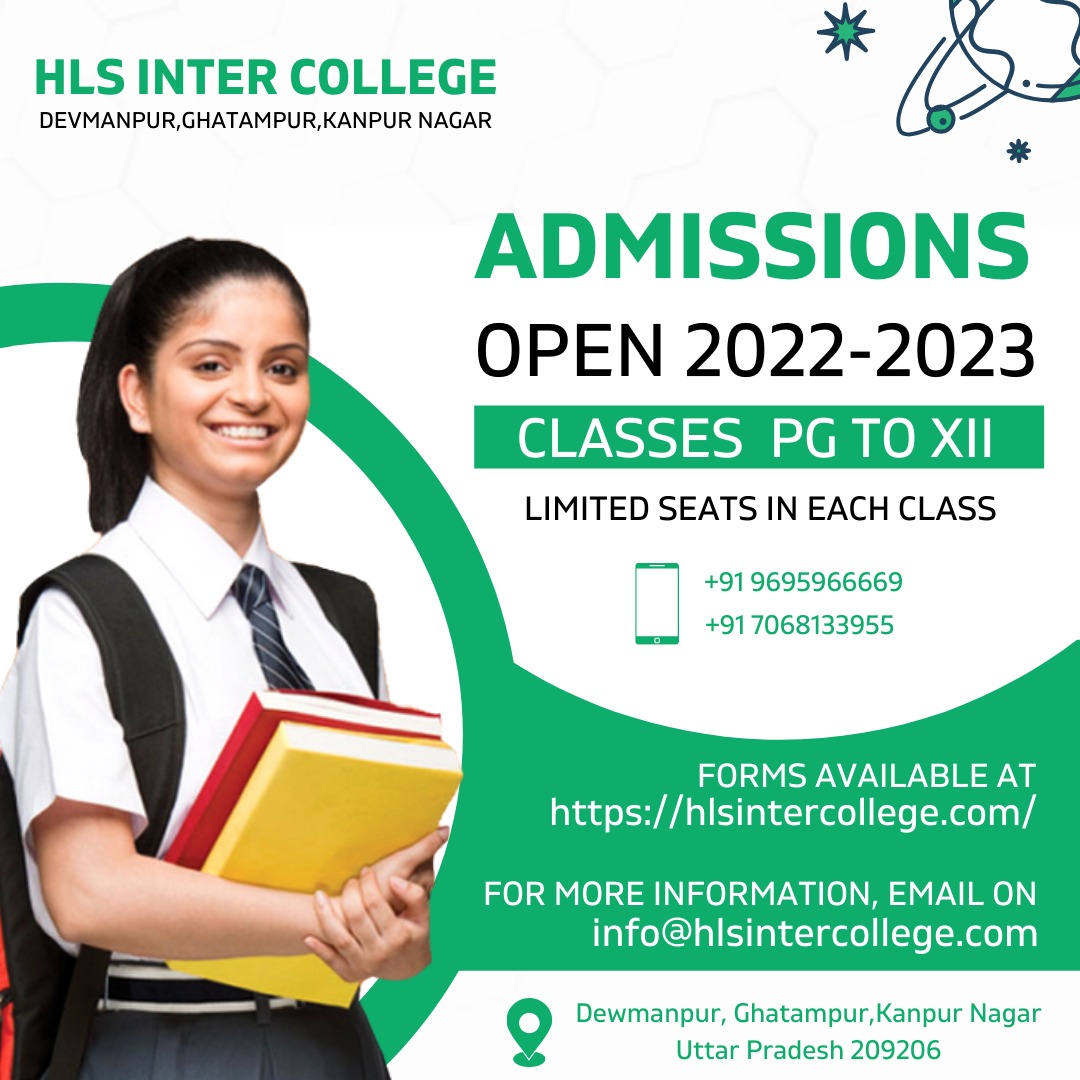 HLS INTER COLLEGE
DEVMANPUR,GHATAMPUR,KANPUR NAGAR
ADMISSIONS
OPEN 2022-2023
CLASSES PG TO XII
LIMITED SEATS IN EACH CLASS
+91 9695966669
+91 7068133955
FORMS AVAILABLE AT
https://hlsintercollege.com/
FOR MORE INFORMATION, EMAIL ON
info@hlsintercollege.com
Dewmanpur, Ghatampur,Kanpur Nagar
Uttar Pradesh 209206